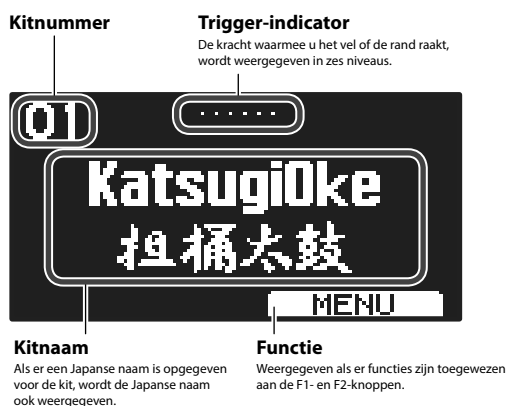 Kitnummer
Trigger-indicator
De kracht waarmee u het vel of de rand raakt,
wordt weergegeven in zes niveaus.
01
KatsugiOke
担桶太鼓
MENU
Kitnaam
Als er een Japanse naam is opgegeven
voor de kit, wordt de Japanse naam
ook weergegeven.
Functie
Weergegeven als er functies zijn toegewezen
aan de F1- en F2-knoppen.